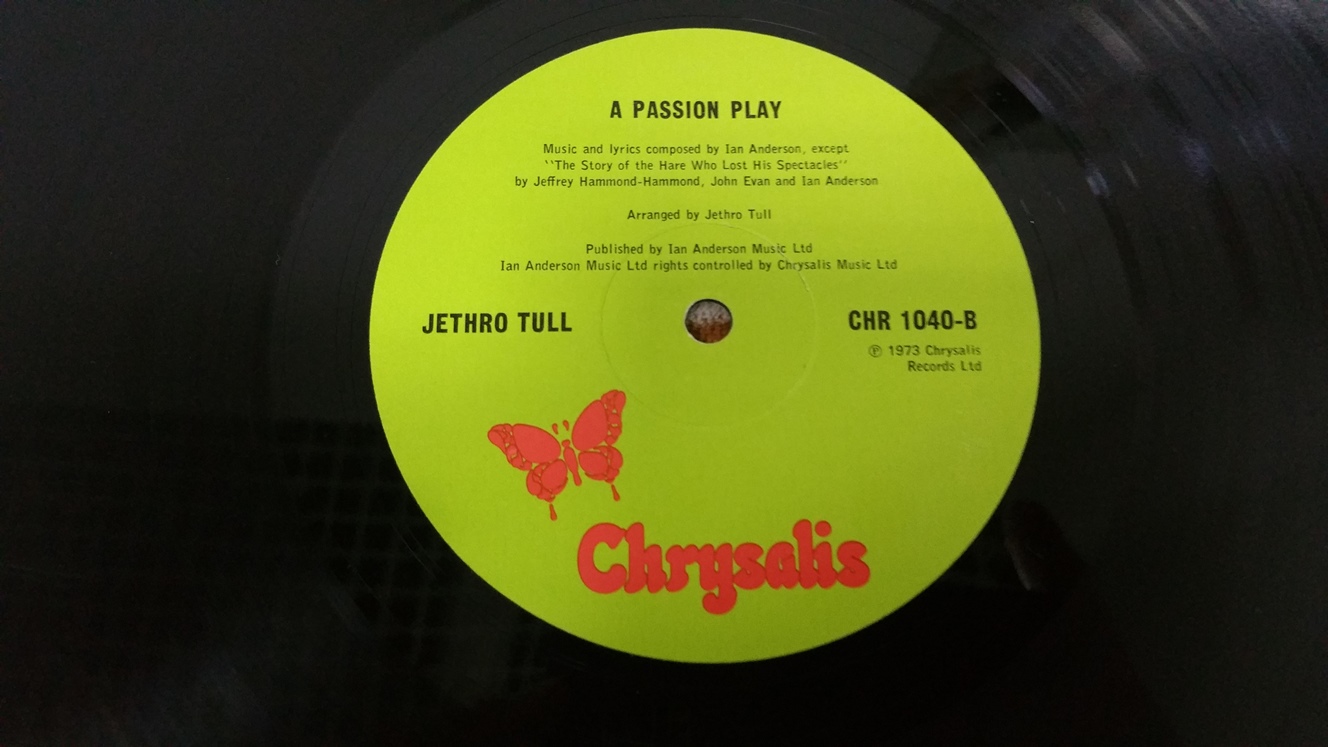 A PASSION PLAY
Music and lyrics composed by Ian Anderson, except
``The Story of the Hare Who Lost His Spectacles´´
by Jeffrey Hammond-Hammond, John Evan and Ian Anderson
Arranged by Jethro Tull
Published by Ian Anderson Music Ltd
Ian Anderson Music Ltd rights controlled by Chrysalis Music Ltd
JETHRO TULL
CHR 1040-B
℗ 1973 Chrysalis
Records Ltd
Chrysalis